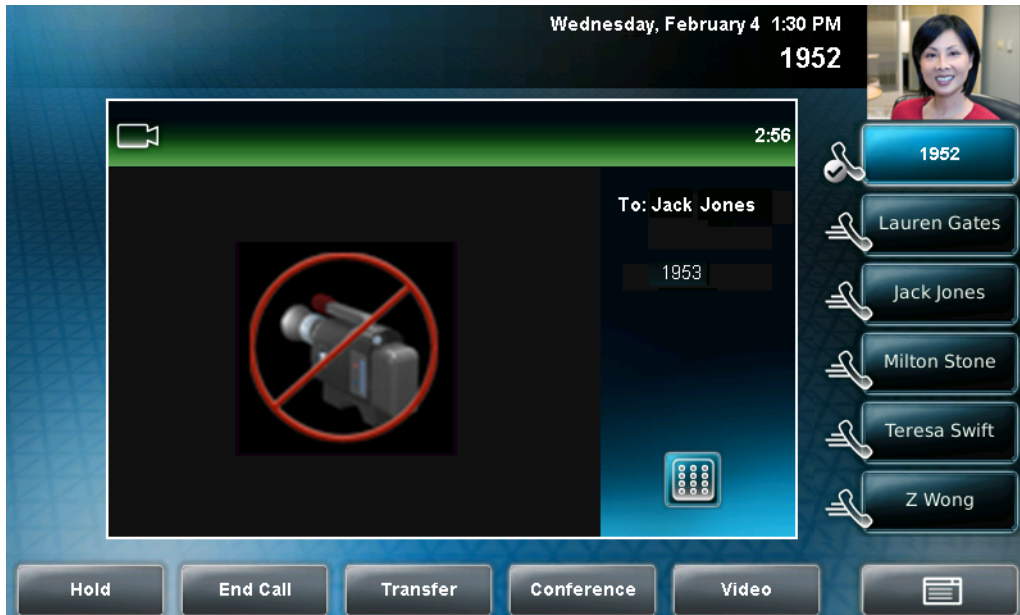 Wednesday, February 4 1:30 PM
1952
2:56
To: Jack Jones
1953
1952
Lauren Gates
Jack Jones
Milton Stone
Teresa Swift
Z Wong
Hold
End Call
Transfer
Conference
Video